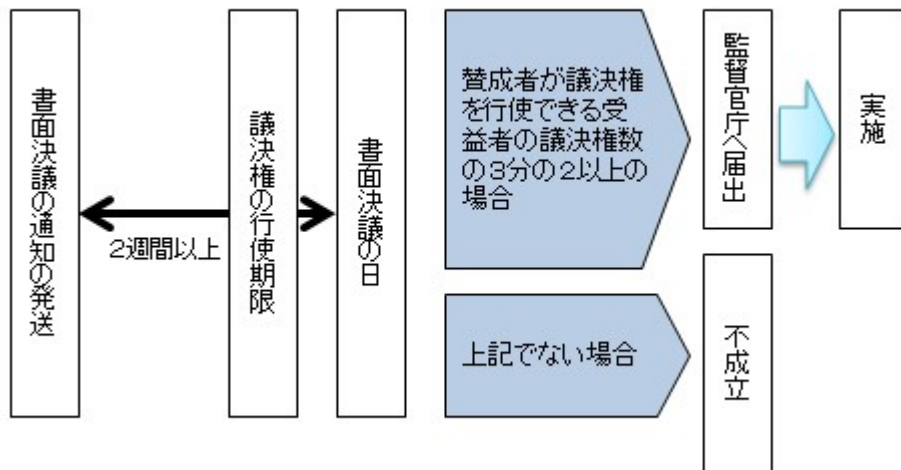 書面決議の通知の発送
2週間以上
議決権の行使期限
書面決議の日
賛成者が議決権
を行使できる受
益者の議決権数
の3分の2以上の
場合
監督官庁へ届出
実施
上記でない場合
不成立